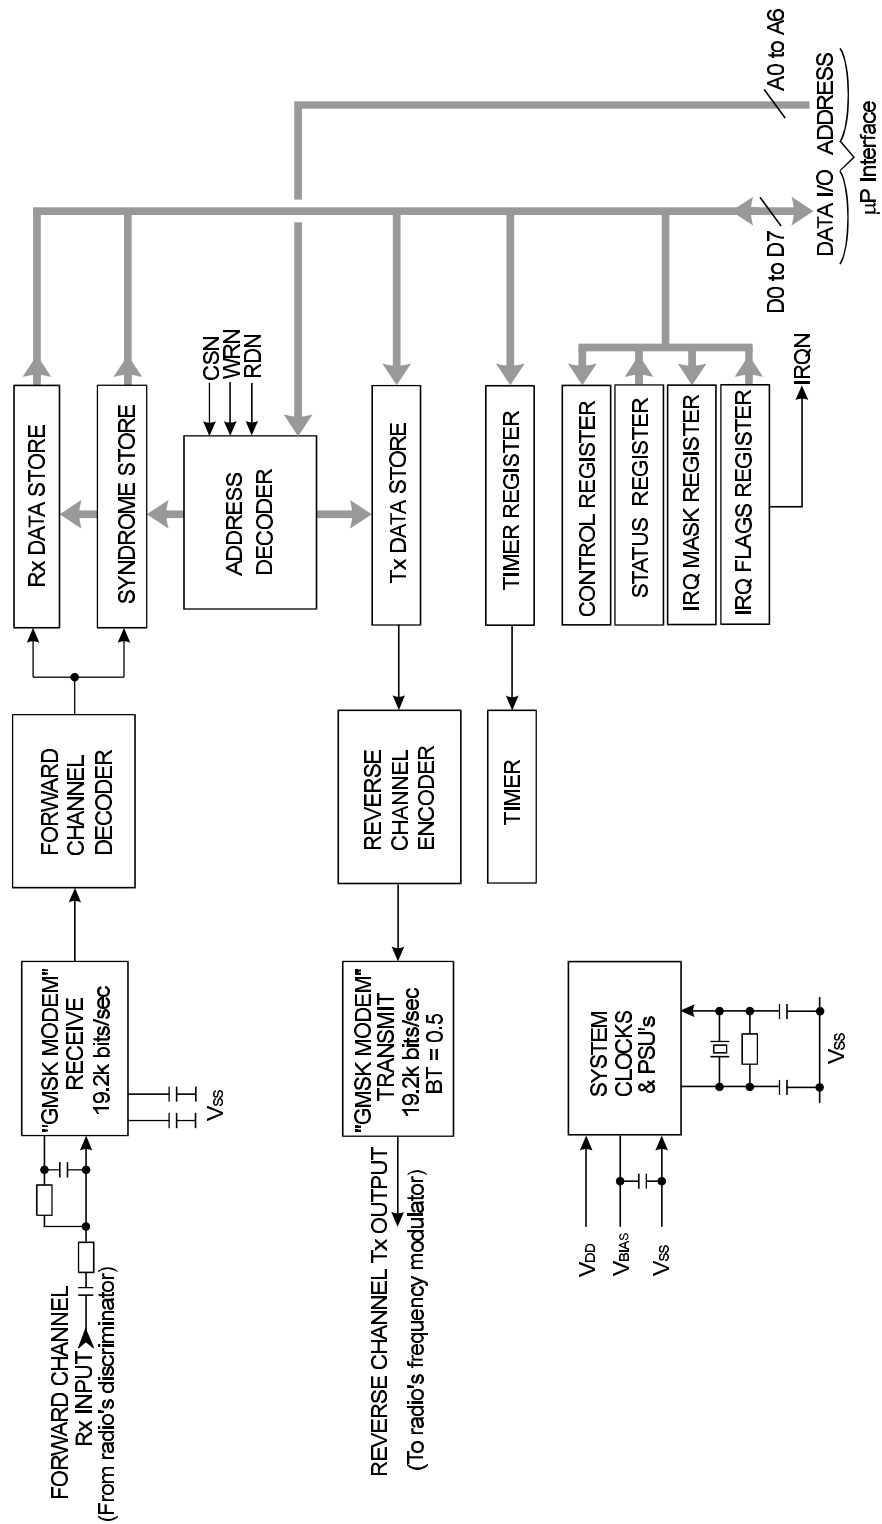 FORWARD CHANNEL
Rx INPUT
(From radio's discriminator)
"GMSK MODEM"
RECEIVE
19.2k bits/sec
VSS
FORWARD
CHANNEL
DECODER
Rx DATA STORE
SYNDROME STORE
CSN
WRN
RDN
ADDRESS
DECODER
REVERSE CHANNEL Tx OUTPUT
(To radio's frequency modulator)
"GMSK MODEM"
TRANSMIT
19.2k bits/sec
BT = 0.5
REVERSE
CHANNEL
ENCODER
Tx DATA STORE
TIMER
TIMER REGISTER
VDD
VBIAS
VSS
SYSTEM
CLOCKS
& PSU's
VSS
CONTROL REGISTER
STATUS REGISTER
IRQ MASK REGISTER
IRQ FLAGS REGISTER
IRQN
D0 to D7
A0 to A6
DATA I/O
ADDRESS
µP Interface